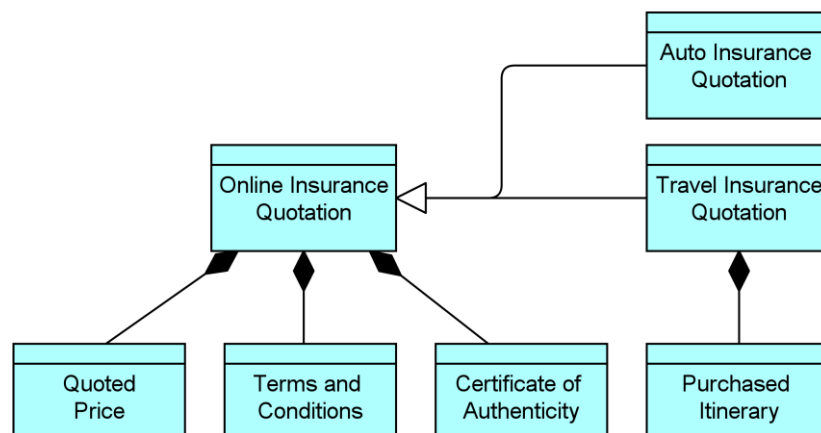 Auto Insurance
Quotation
Online Insurance
Quotation
Travel Insurance
Quotation
Quoted
Price
Terms and
Conditions
Certificate of
Authenticity
Purchased
Itinerary